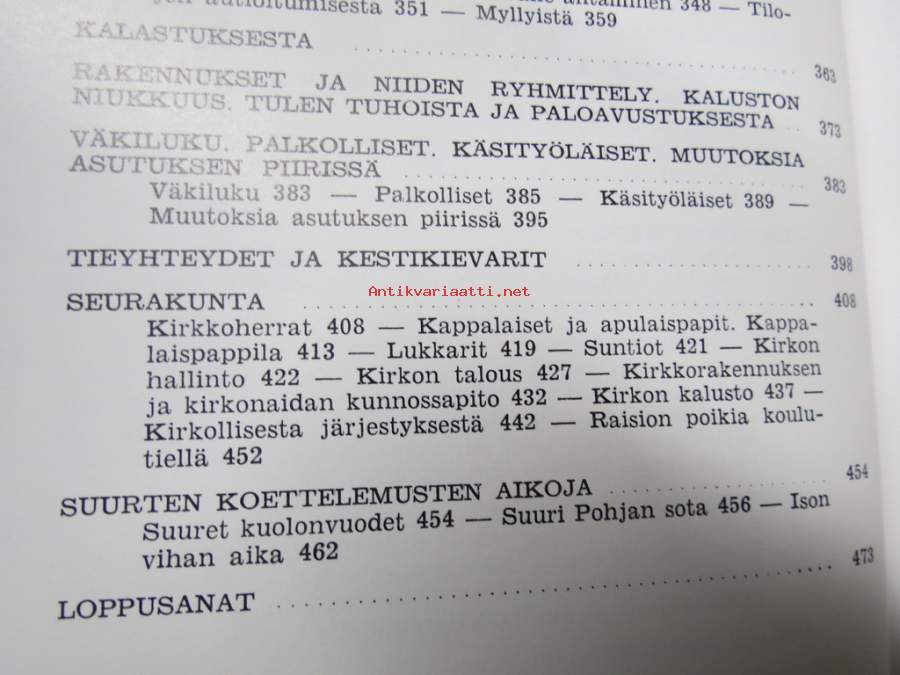 autioitumisesta 351 — Myllyistä 359 348 — Tilo-
KALASTUKSESTA 363
RAKENNUKSET JA NIIDEN RYHMITTELY. KALUSTON
NIUKKUUS. TULEN TUHOISTA JA PALOAVUSTUKSESTA 373
VÄKILUKU. PALKOLLISET. KÄSITYÖLÄISET. MUUTOKSIA
ASUTUKSEN PIIRISSÄ 383
Väkiluku 383 — Palkolliset 385 — Käsityöläiset 389 —
Muutoksia asutuksen piirissä 395
TIEYHTEYDET JA KESTIKIEVARIT 398
Antikvariaatti.net
SEURAKUNTA 408
Kirkkoherrat 408 — Kappalaiset ja apulaispapit. Kappa-
laispappila 413 — Lukkarit 419 — Suntiot 421 — Kirkon
hallinto 422 — Kirkon talous 427 — Kirkkorakennuksen
ja kirkonaidan kunnossapito 432 — Kirkon kalusto 437 —
Kirkollisesta järjestyksestä 442 — Raision poikia koulu-
tiellä 452
SUURTEN KOETTELEMUSTEN AIKOJA 454
Suuret kuolonvuodet 454 — Suuri Pohjan sota 456 — Ison
vihan aika 462
LOPPUSANAT 473